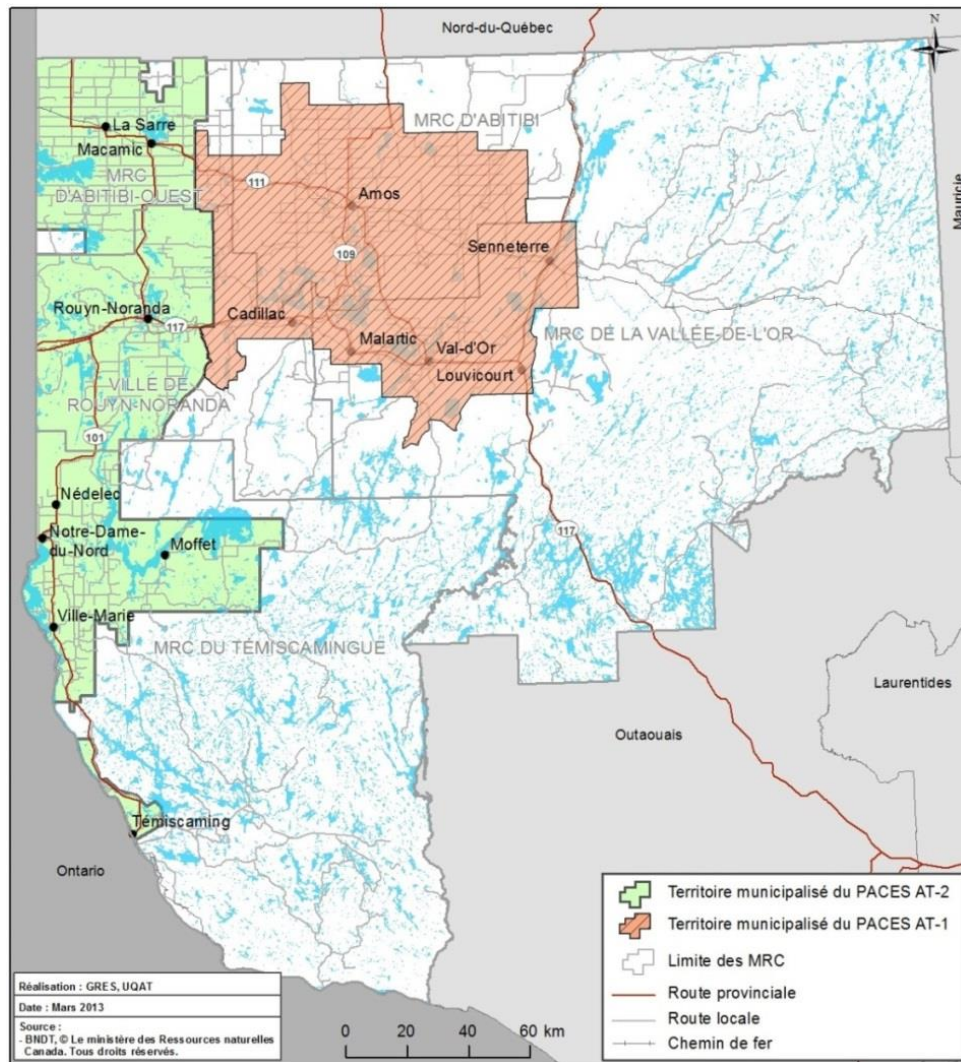 Nord-du-Québec
N
MRC D'ABITIBI
La Sarre
Macamic
MRC
D'ABITIBI-OUEST
111
Amos
Mauricie
109
Senneterre
Rouyn-Noranda
117
Cadillac
Malartic
Val-d'Or
MRC DE LA VALLÉE-DE-L'OR
Louvicourt
VILLE DE
ROUYN-NORANDA
101
Nédelec
Notre-Dame-
du-Nord
Moffet
117
Ville-Marie
MRC DU TÉMISCAMINGUE
Laurentides
Outaouais
Témiscaming
Ontario
Territoire municipalisé du PACES AT-2
Territoire municipalisé du PACES AT-1
Limite des MRC
Route provinciale
Route locale
Chemin de fer
Réalisation : GRES, UQAT
Date : Mars 2013
Source :
- BNDT, © Le ministère des Ressources naturelles
Canada. Tous droits réservés.
0 20 40 60 km